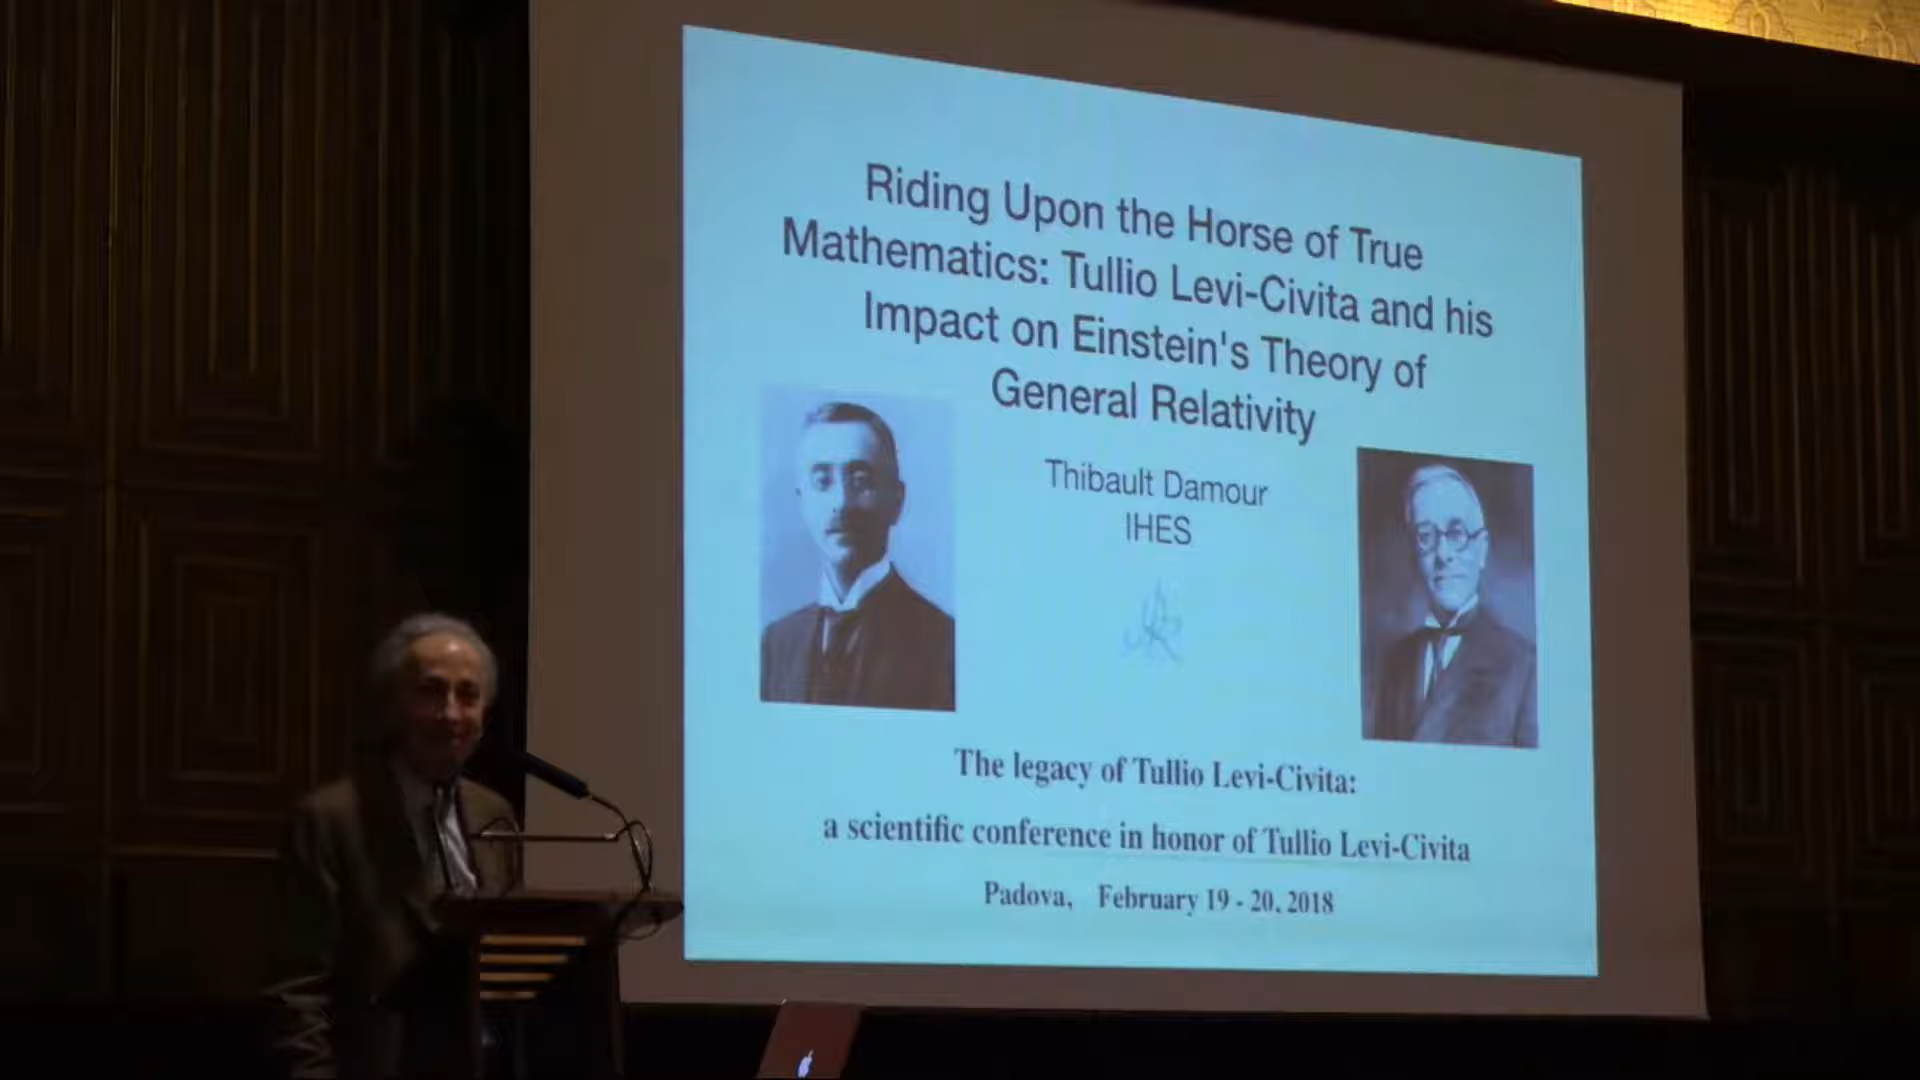 Riding Upon the Horse of True
Mathematics: Tullio Levi-Civita and his
Impact on Einstein's Theory of
General Relativity
Thibault Damour
IHES
The legacy of Tullio Levi-Civita:
a scientific conference in honor of Tullio Levi-Civita
Padova, February 19 - 20, 2018